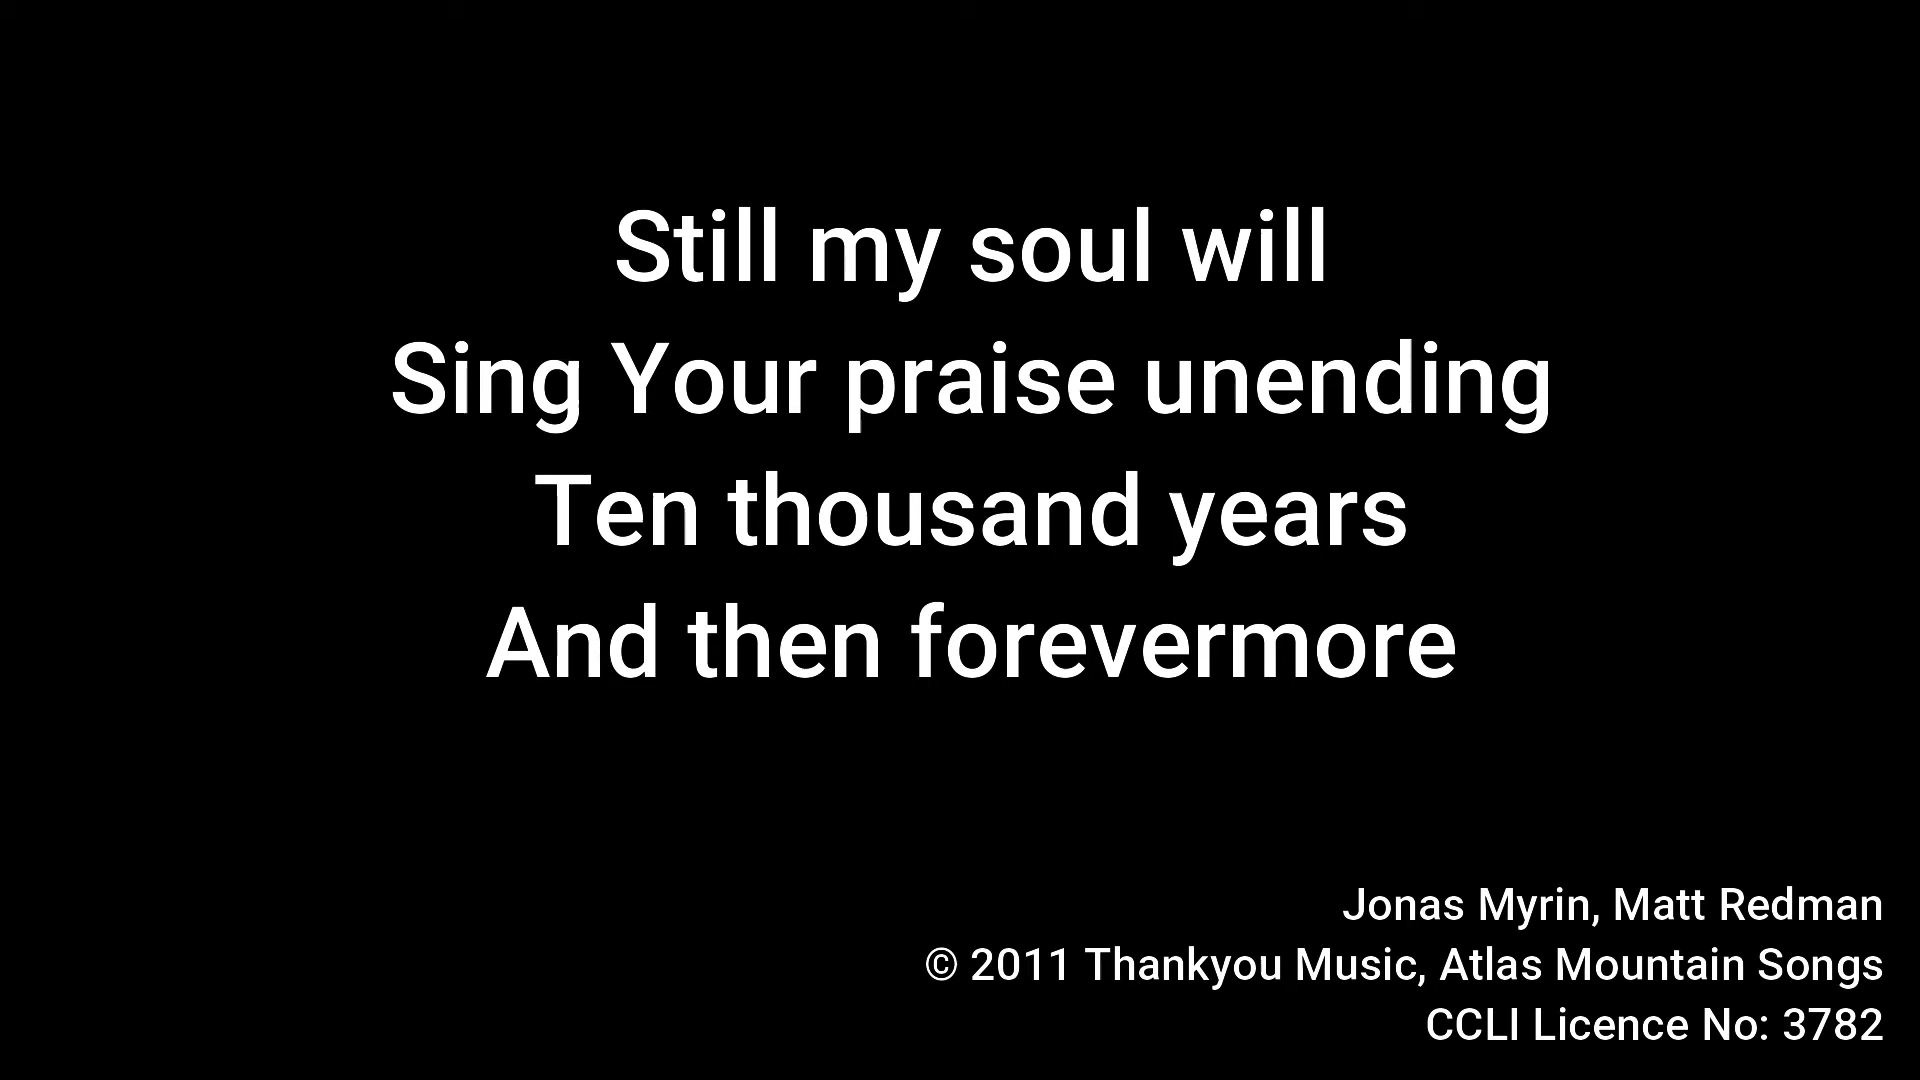 Still my soul will
Sing Your praise unending
Ten thousand years
And then forevermore
Jonas Myrin, Matt Redman
© 2011 Thankyou Music, Atlas Mountain Songs
CCLI Licence No: 3782